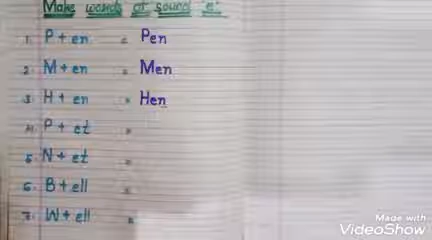 Make words of sound "e"
1. P + en = Pen
2. M + en = Men
3. H + en = Hen
4. P + et =
5. N + et =
6. B + ell =
7. W + ell =
Made with
VideoShow